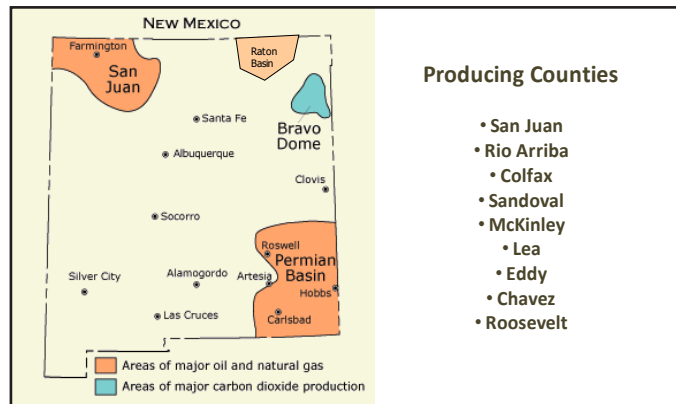 NEW MEXICO
Farmington
San
Juan
Raton
Basin
Bravo
Dome
Santa Fe
Albuquerque
Clovis
Socorro
Roswell
Permian
Basin
Silver City
Alamogordo
Artesia
Hobbs
Las Cruces
Carlsbad
Areas of major oil and natural gas
Areas of major carbon dioxide production
Producing Counties
• San Juan
• Rio Arriba
• Colfax
• Sandoval
• McKinley
• Lea
• Eddy
• Chavez
• Roosevelt